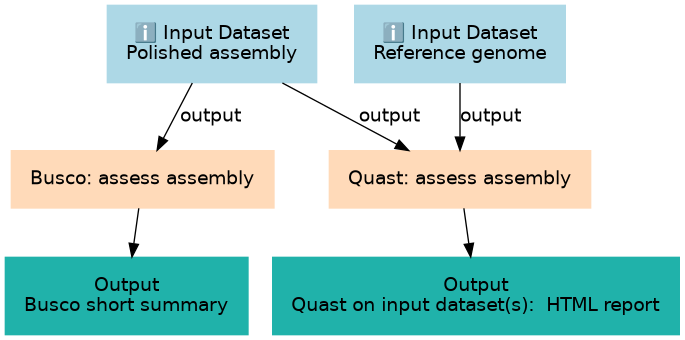 ℹ️ Input Dataset
Polished assembly
ℹ️ Input Dataset
Reference genome
output
output
output
Busco: assess assembly
Quast: assess assembly
Output
Busco short summary
Output
Quast on input dataset(s):  HTML report